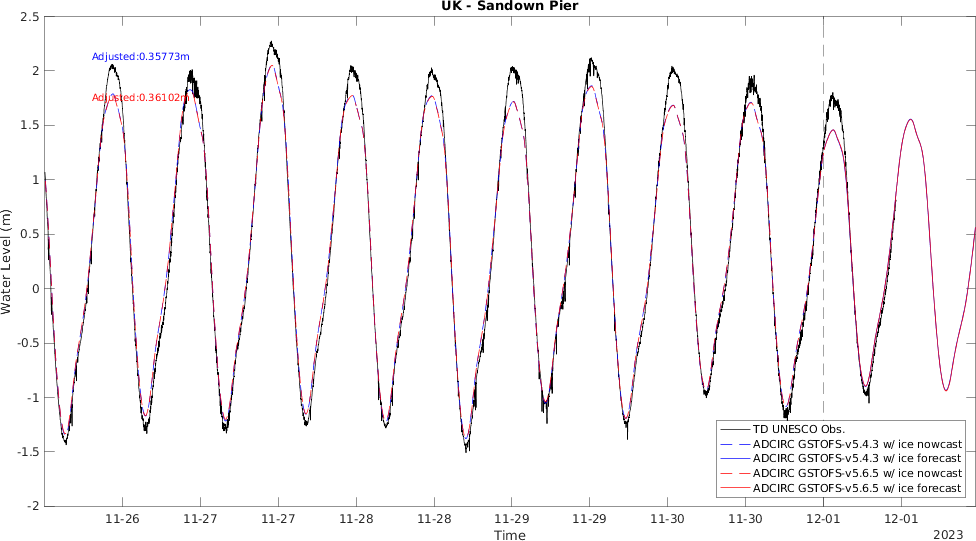 UK - Sandown Pier
2.5
2
1.5
1
0.5
0
-0.5
-1
-1.5
-2
Water Level (m)
Adjusted:0.35773m
Adjusted:0.36102m
TD UNESCO Obs.
ADCIRC GSTOFS-v5.4.3 w/ ice nowcast
ADCIRC GSTOFS-v5.4.3 w/ ice forecast
ADCIRC GSTOFS-v5.6.5 w/ ice nowcast
ADCIRC GSTOFS-v5.6.5 w/ ice forecast
11-26 11-27 11-27 11-28 11-28 11-29 11-29 11-30 11-30 12-01 12-01
Time
2023